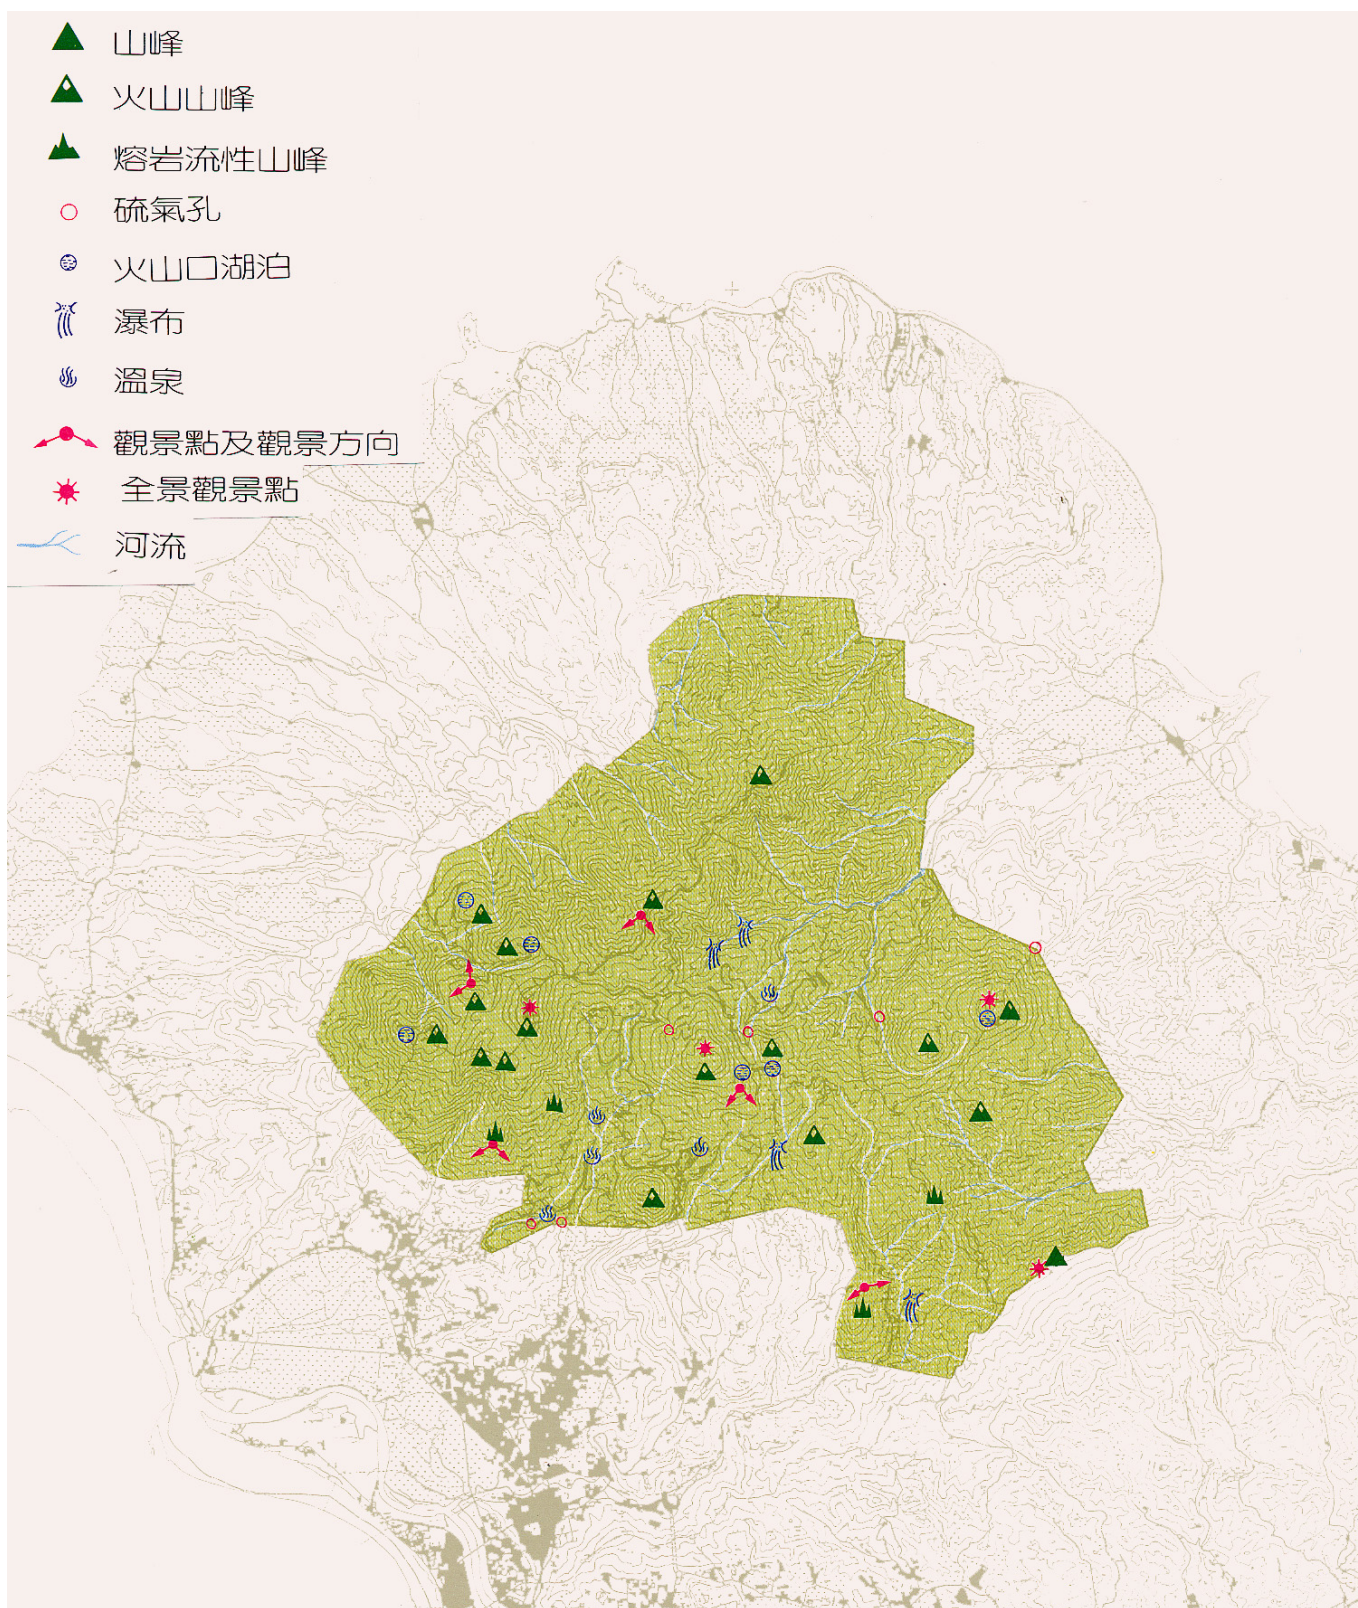 山峰
火山山峰
熔岩流性山峰
硫氣孔
火山口湖泊
瀑布
溫泉
觀景點及觀景方向
全景觀景點
河流